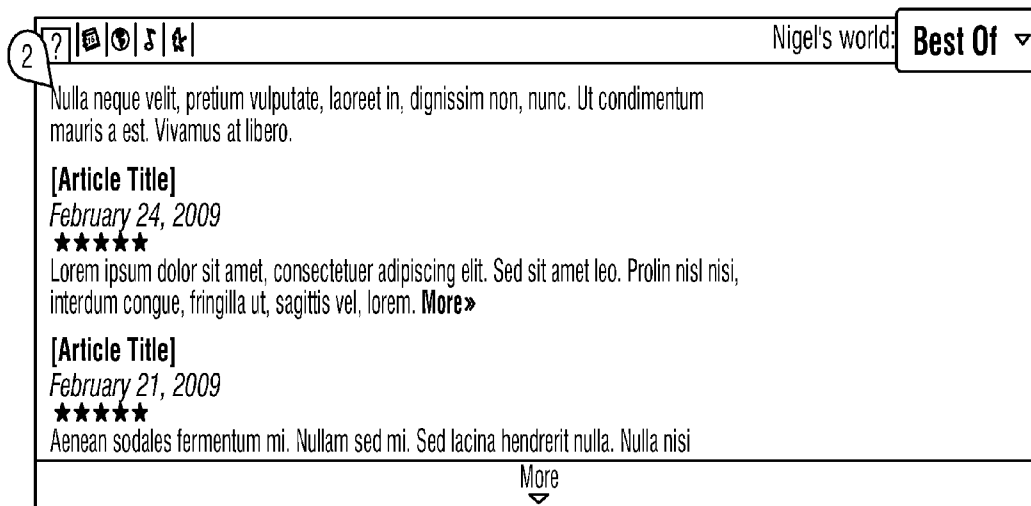 2
?
Nigel's world: Best Of
Nulla neque velit, pretium vulputate, laoreet in, dignissim non, nunc. Ut condimentum
mauris a est. Vivamus at libero.
[Article Title]
February 24, 2009
★★★★★
Lorem ipsum dolor sit amet, consectetuer adipiscing elit. Sed sit amet leo. Prolin nisl nisi,
interdum congue, fringilla ut, sagittis vel, lorem. More»
[Article Title]
February 21, 2009
★★★★★
Aenean sodales fermentum mi. Nullam sed mi. Sed lacina hendrerit nulla. Nulla nisi
More